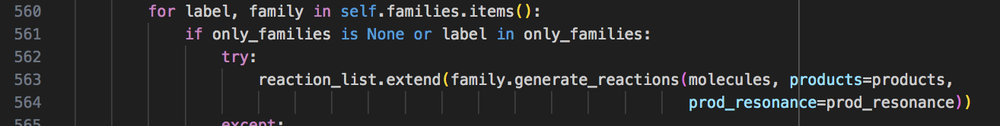 560 for label, family in self.families.items():
561 if only_families is None or label in only_families:
562 try:
563 reaction_list.extend(family.generate_reactions(molecules, products=products,
564 prod_resonance=prod_resonance))
565 except: